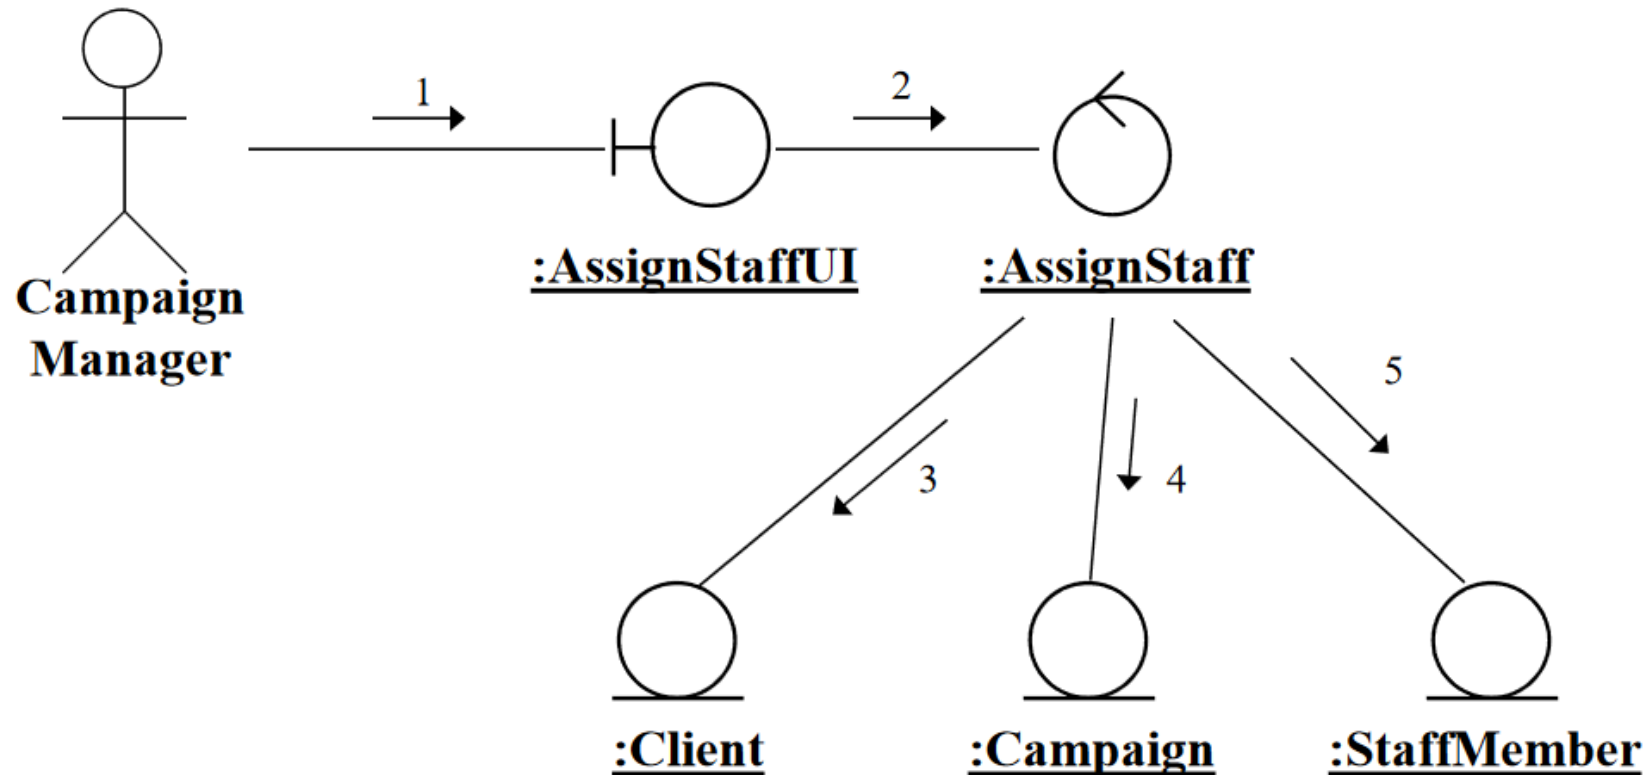 1
2
:AssignStaffUI
:AssignStaff
Campaign
Manager
5
3
4
:Client
:Campaign
:StaffMember